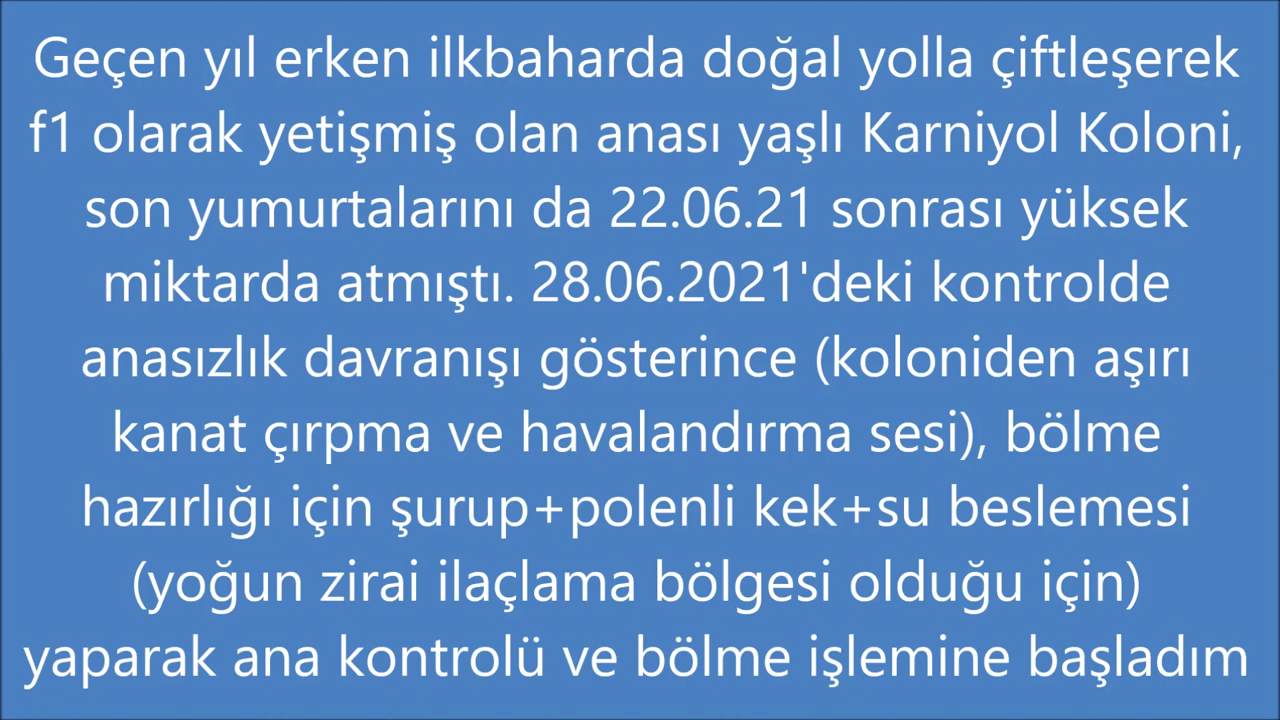 Geçen yıl erken ilkbaharda doğal yolla çiftleşerek
f1 olarak yetişmiş olan anası yaşlı Karniyol Koloni,
son yumurtalarını da 22.06.21 sonrası yüksek
miktarda atmıştı. 28.06.2021'deki kontrolde
anasızlık davranışı gösterince (koloniden aşırı
kanat çırpma ve havalandırma sesi), bölme
hazırlığı için şurup+polenli kek+su beslemesi
(yoğun zirai ilaçlama bölgesi olduğu için)
yaparak ana kontrolü ve bölme işlemine başladım